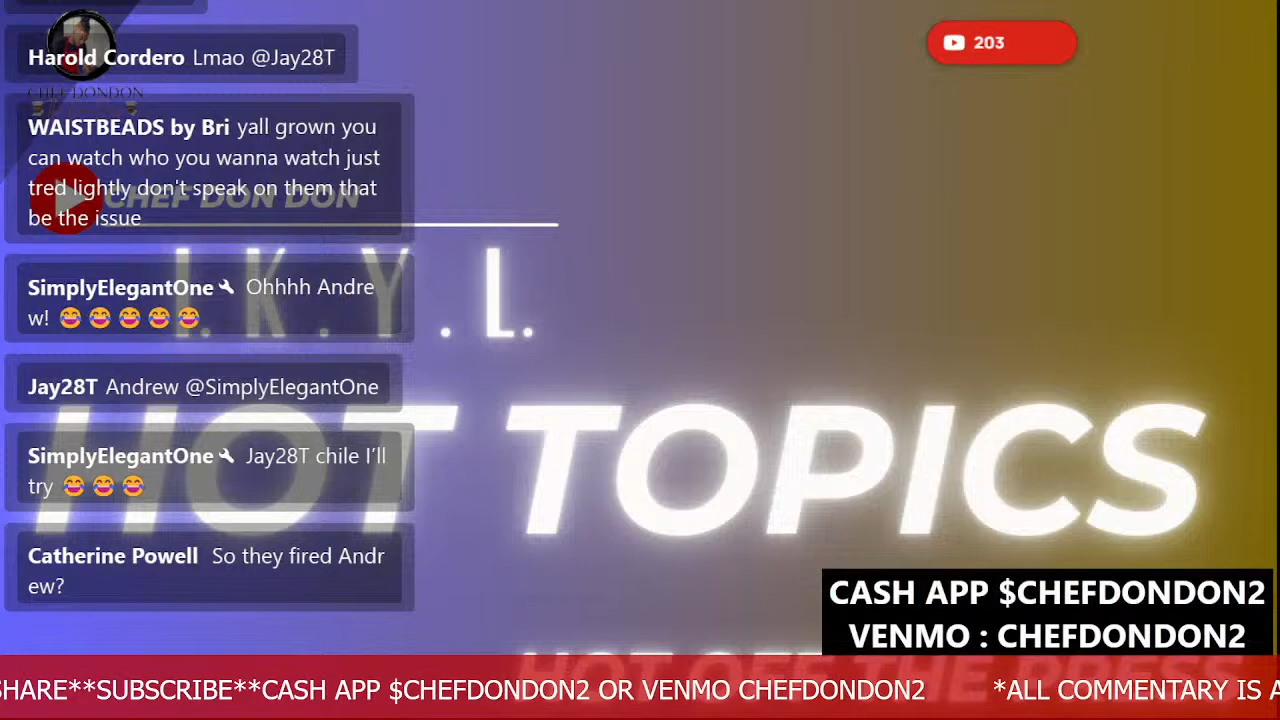 Harold Cordero Lmao @Jay28T
203
CHEF DONDON
WAISTBEADS by Bri yall grown you
can watch who you wanna watch just
tred lightly don't speak on them that
be the issue
CHEF DON DON
I.K.Y.L.
SimplyElegantOne Ohhhh Andre
w! 😂 😂 😂 😂 😂
Jay28T Andrew @SimplyElegantOne
HOT TOPICS
SimplyElegantOne Jay28T chile I’ll
try 😂 😂 😂
Catherine Powell So they fired Andr
ew?
CASH APP $CHEFDONDON2
VENMO : CHEFDONDON2
HOT OFF THE PRESS
SHARE**SUBSCRIBE**CASH APP $CHEFDONDON2 OR VENMO CHEFDONDON2 *ALL COMMENTARY IS A